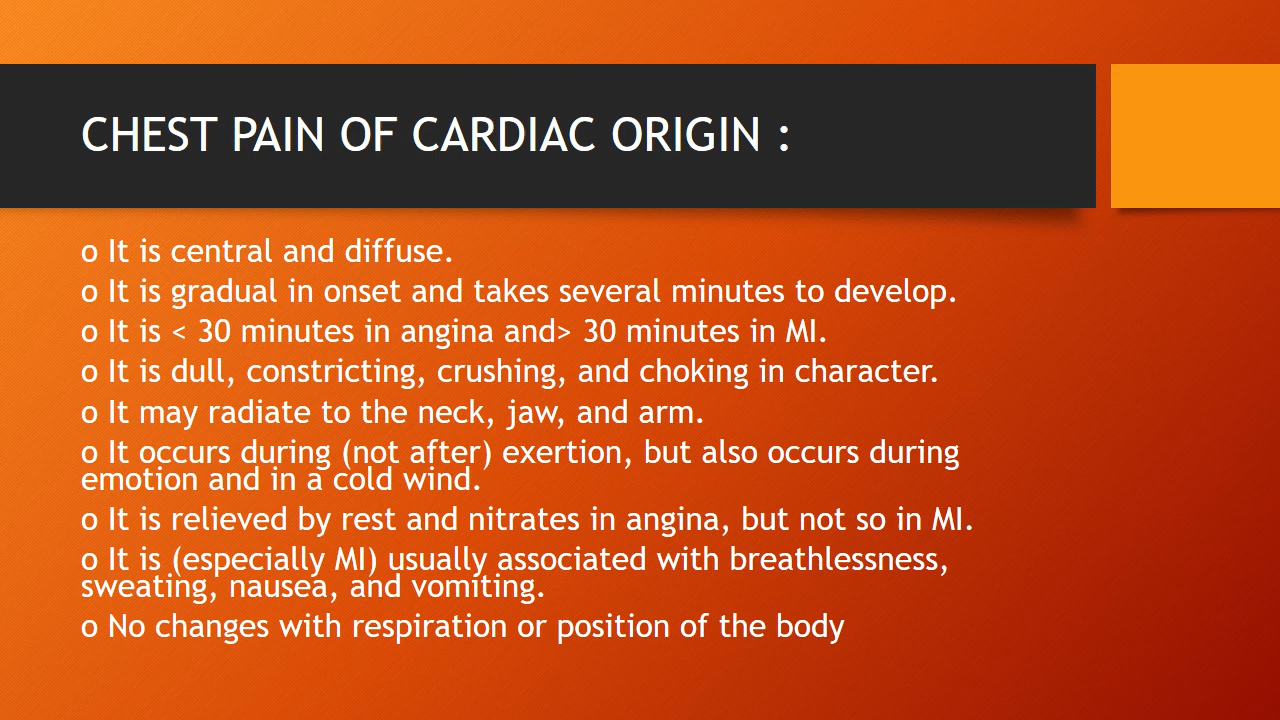 CHEST PAIN OF CARDIAC ORIGIN :
o It is central and diffuse.
o It is gradual in onset and takes several minutes to develop.
o It is < 30 minutes in angina and> 30 minutes in MI.
o It is dull, constricting, crushing, and choking in character.
o It may radiate to the neck, jaw, and arm.
o It occurs during (not after) exertion, but also occurs during
emotion and in a cold wind.
o It is relieved by rest and nitrates in angina, but not so in MI.
o It is (especially MI) usually associated with breathlessness,
sweating, nausea, and vomiting.
o No changes with respiration or position of the body